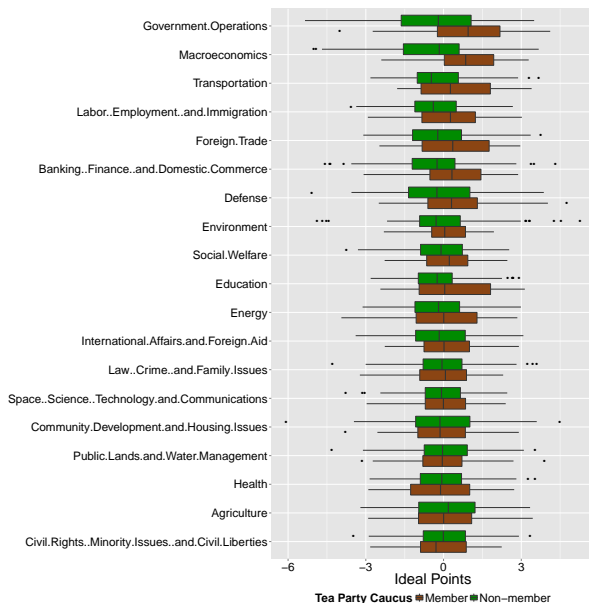 Government.Operations
Macroeconomics
Transportation
Labor..Employment..and.Immigration
Foreign.Trade
Banking..Finance..and.Domestic.Commerce
Defense
Environment
Social.Welfare
Education
Energy
International.Affairs.and.Foreign.Aid
Law..Crime..and.Family.Issues
Space..Science..Technology.and.Communications
Community.Development.and.Housing.Issues
Public.Lands.and.Water.Management
Health
Agriculture
Civil.Rights..Minority.Issues..and.Civil.Liberties
−6 −3 0 3
Ideal Points
Tea Party Caucus Member Non−member